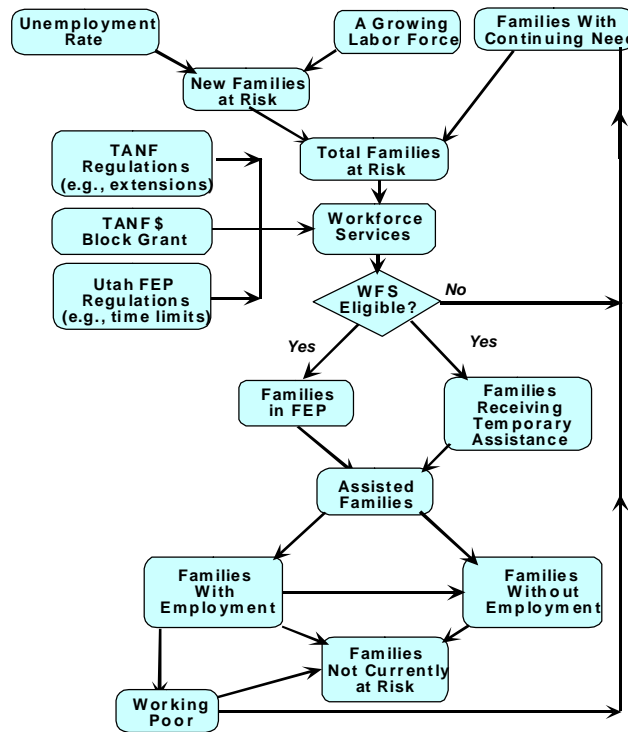 Unemployment
Rate
A Growing
Labor Force
Families With
Continuing Need
New Families
at Risk
TANF
Regulations
(e.g., extensions)
Total Families
at Risk
TANF $
Block Grant
Workforce
Services
Utah FEP
Regulations
(e.g., time limits)
WFS
Eligible?
No
Yes
Yes
Families
in FEP
Families
Receiving
Temporary
Assistance
Assisted
Families
Families
With
Employment
Families
Without
Employment
Families
Not Currently
at Risk
Working
Poor